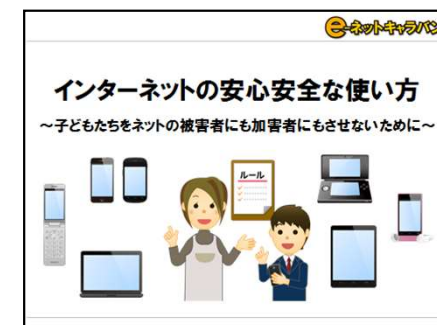 e-ネットキャラバン
インターネットの安心安全な使い方
～子どもたちをネットの被害者にも加害者にもさせないために～
ルール